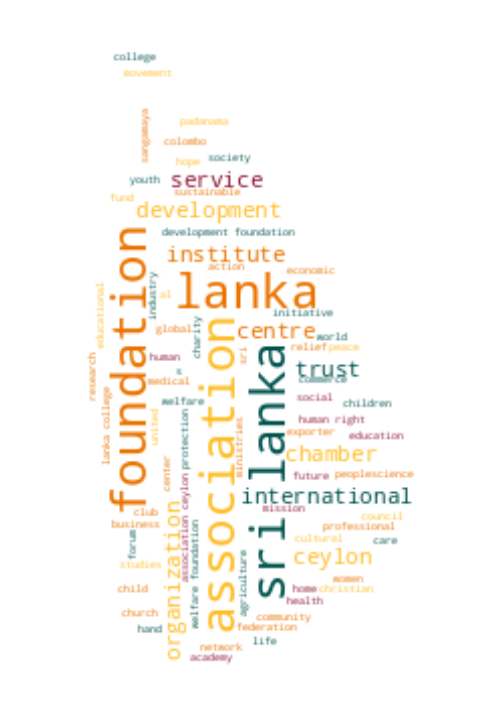 college
movement
sangamaya
padanama
colombo
hope
society
youth
service
fund
sustainable
development
development foundation
institute
action
economic
foundation
industry
al
lanka
educational
initiative
global
charity
association
centre
world
sri
relief
peace
human
sri lanka
trust
research
s
medical
commerce
welfare
social
children
lanka college
united
protection
human right
ministries
exporter
education
chamber
center
ceylon
future
peoplescience
international
club
organization
association
mission
council
business
professional
forum
welfare foundation
cultural
care
studies
agriculture
ceylon
women
child
home
christian
health
church
community
hand
federation
life
network
academy